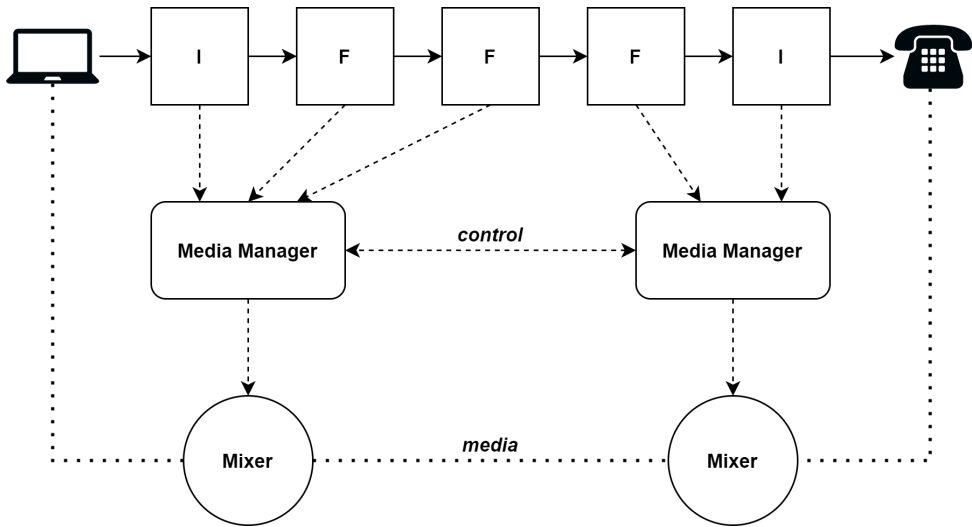 I
F
F
F
I
control
Media Manager
Media Manager
media
Mixer
Mixer